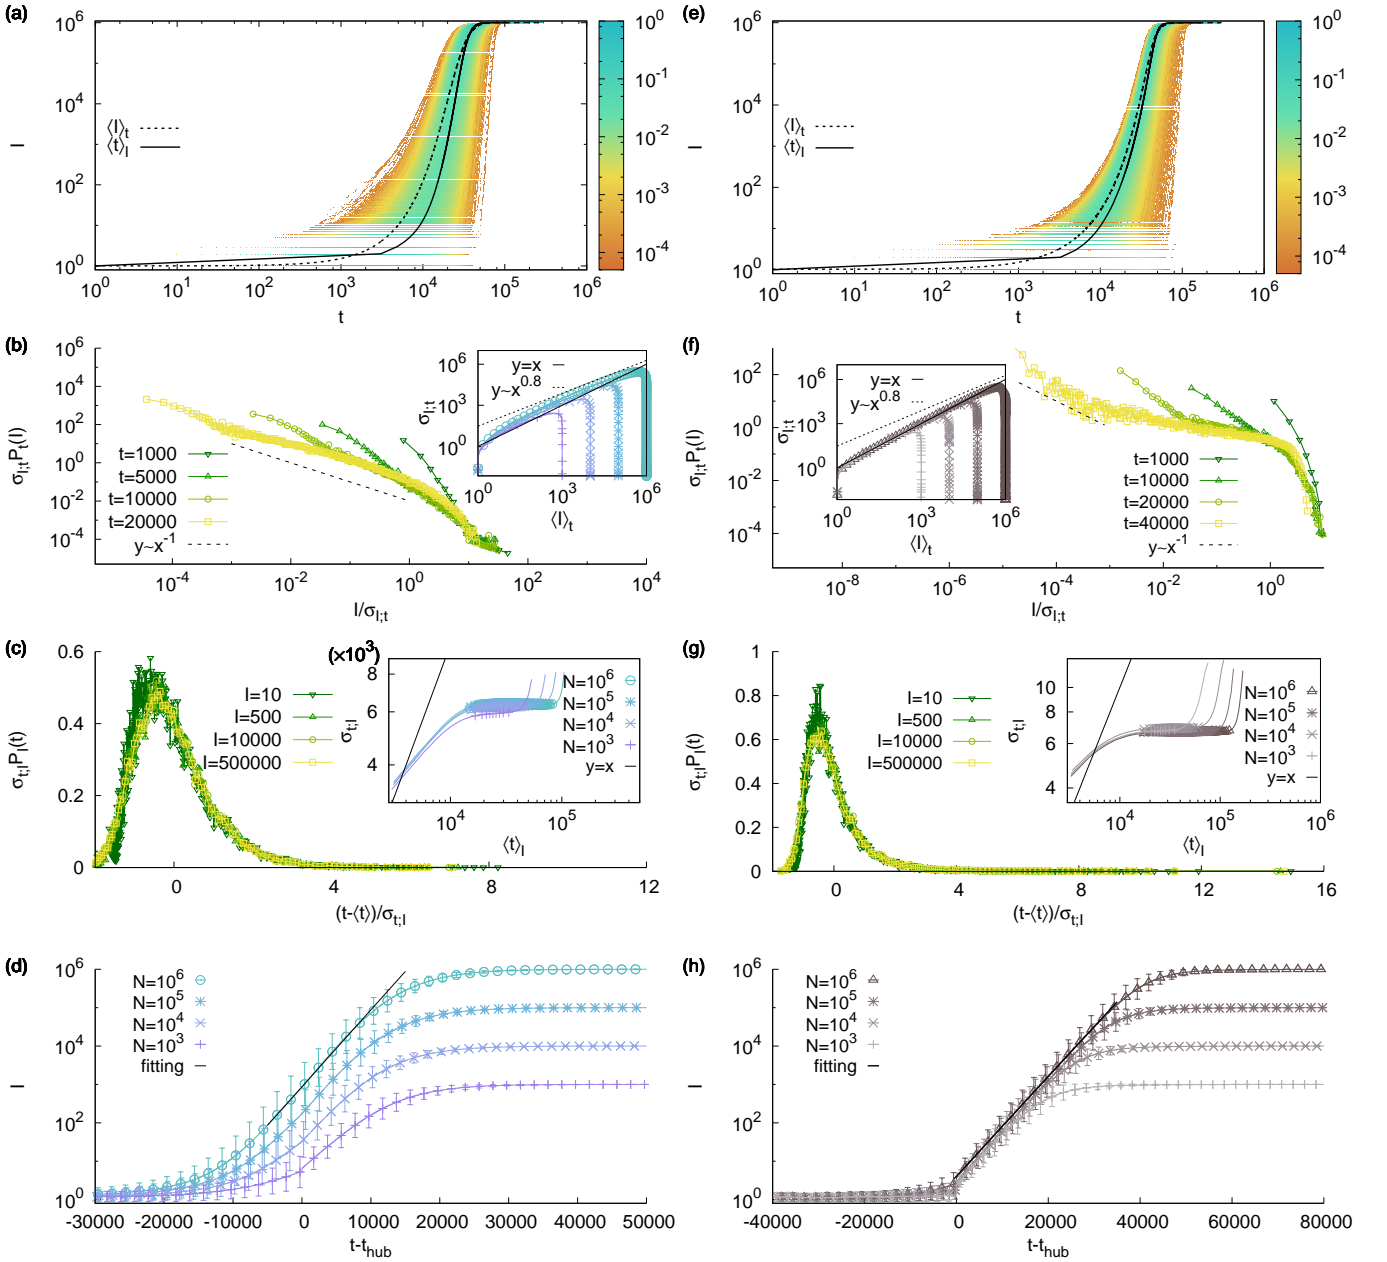 (a)
10^6
10^4
10^2
10^0
I
⟨I⟩_t
⟨t⟩_I
10^0 10^1 10^2 10^3 10^4 10^5 10^6
t
10^0
10^-1
10^-2
10^-3
10^-4
(e)
10^6
10^4
10^2
10^0
I
⟨I⟩_t
⟨t⟩_I
10^0 10^1 10^2 10^3 10^4 10^5 10^6
t
10^0
10^-1
10^-2
10^-3
10^-4
(b)
10^6
10^4
10^2
10^0
10^-2
10^-4
σ_I;t P_t(I)
t=1000
t=5000
t=10000
t=20000
y~x^-1
10^-4 10^-2 10^0 10^2 10^4
I/σ_I;t
y=x
y~x^0.8
10^6
10^3
10^0
σ_I;t
10^0 10^3 10^6
⟨I⟩_t
(f)
10^2
10^0
10^-2
10^-4
σ_I;t P_t(I)
y=x
y~x^0.8
10^6
10^3
10^0
σ_I;t
10^0 10^3 10^6
⟨I⟩_t
t=1000
t=10000
t=20000
t=40000
y~x^-1
10^-8 10^-6 10^-4 10^-2 10^0
I/σ_I;t
(c)
0.6
0.4
0.2
0
σ_t;I P_I(t)
I=10
I=500
I=10000
I=500000
0 4 8 12
(t-⟨t⟩)/σ_t;I
(×10^3)
8
6
4
σ_t;I
N=10^6
N=10^5
N=10^4
N=10^3
y=x
10^4 10^5
⟨t⟩_I
(g)
1
0.8
0.6
0.4
0.2
0
σ_t;I P_I(t)
I=10
I=500
I=10000
I=500000
0 4 8 12 16
(t-⟨t⟩)/σ_t;I
10
8
6
4
σ_t;I
N=10^6
N=10^5
N=10^4
N=10^3
y=x
10^4 10^5 10^6
⟨t⟩_I
(d)
10^6
10^4
10^2
10^0
I
N=10^6
N=10^5
N=10^4
N=10^3
fitting
-30000 -20000 -10000 0 10000 20000 30000 40000 50000
t-t_hub
(h)
10^6
10^4
10^2
10^0
I
N=10^6
N=10^5
N=10^4
N=10^3
fitting
-40000 -20000 0 20000 40000 60000 80000
t-t_hub